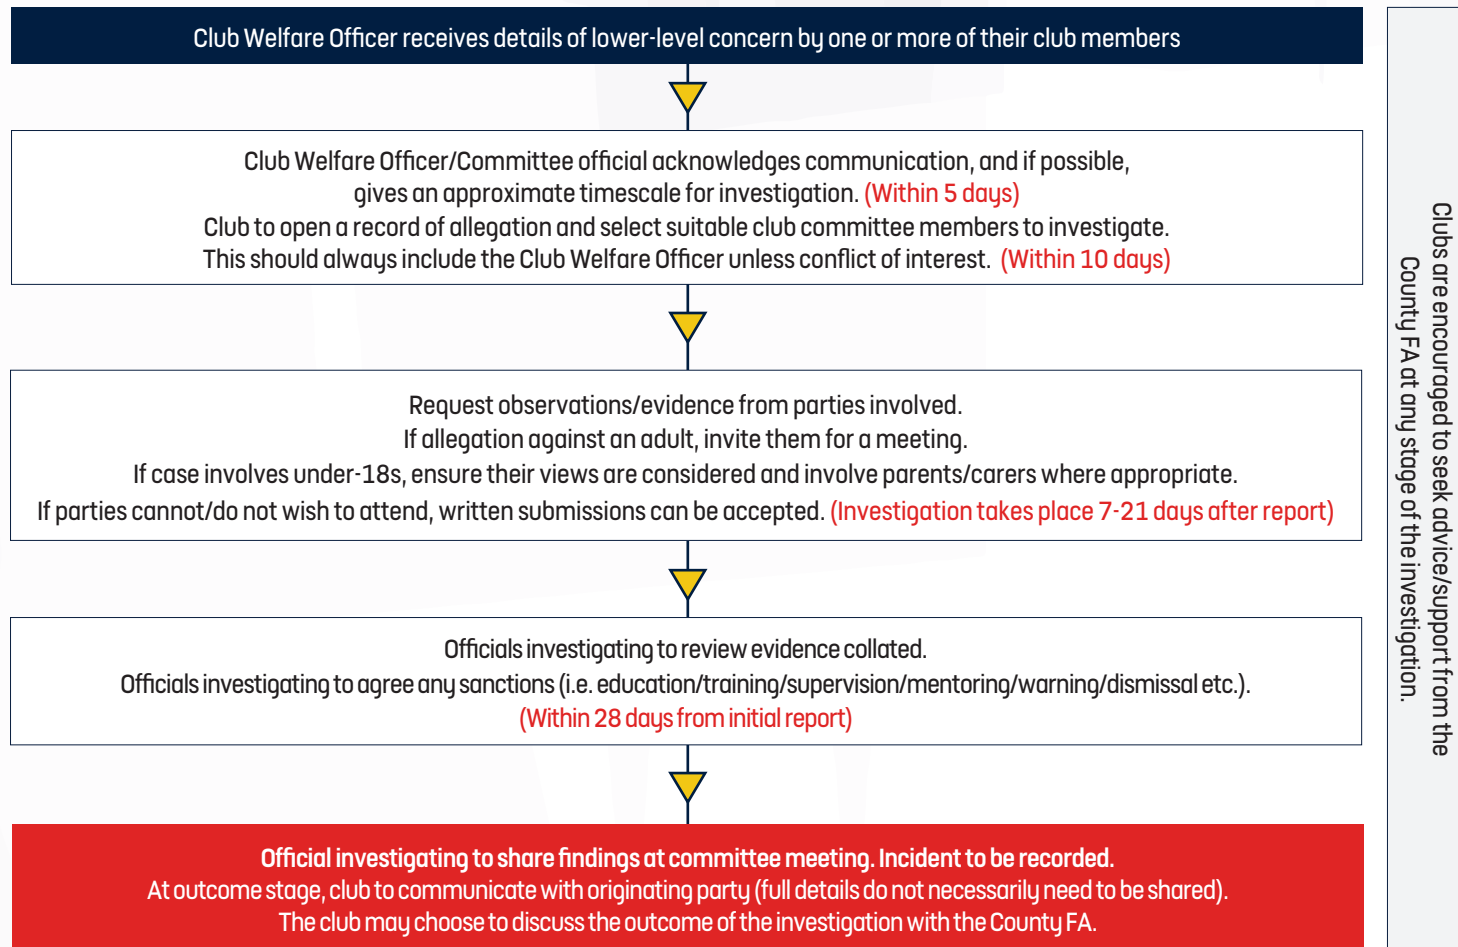 Club Welfare Officer receives details of lower-level concern by one or more of their club members
Club Welfare Officer/Committee official acknowledges communication, and if possible,
gives an approximate timescale for investigation. (Within 5 days)
Club to open a record of allegation and select suitable club committee members to investigate.
This should always include the Club Welfare Officer unless conflict of interest. (Within 10 days)
Request observations/evidence from parties involved.
If allegation against an adult, invite them for a meeting.
If case involves under-18s, ensure their views are considered and involve parents/carers where appropriate.
If parties cannot/do not wish to attend, written submissions can be accepted. (Investigation takes place 7-21 days after report)
Officials investigating to review evidence collated.
Officials investigating to agree any sanctions (i.e. education/training/supervision/mentoring/warning/dismissal etc.).
(Within 28 days from initial report)
Official investigating to share findings at committee meeting. Incident to be recorded.
At outcome stage, club to communicate with originating party (full details do not necessarily need to be shared).
The club may choose to discuss the outcome of the investigation with the County FA.
Clubs are encouraged to seek advice/support from the
County FA at any stage of the investigation.